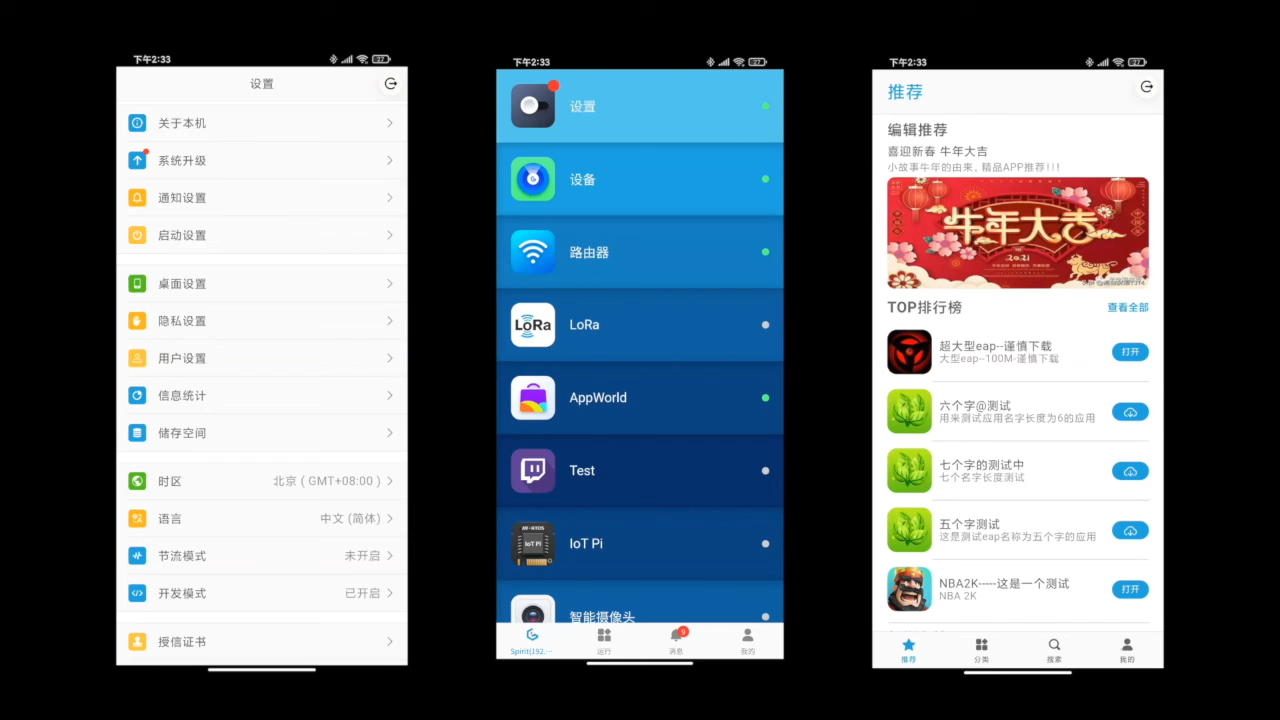 下午2:33
27
设置
关于本机
系统升级
通知设置
启动设置
桌面设置
隐私设置
用户设置
信息统计
储存空间
时区
北京 ( GMT+08:00 )
语言
中文 (简体)
节流模式
未开启
开发模式
已开启
授信证书
下午2:33
27
设置
设备
路由器
LoRa
LoRa
AppWorld
Test
IoT Pi
IoT Pi
智能摄像头
9
Spirit(192.···
运行
消息
我的
下午2:33
27
推荐
编辑推荐
喜迎新春 牛年大吉
小故事牛年的由来, 精品APP推荐!!!
牛年大吉
2021
TOP排行榜
查看全部
超大型eap--谨慎下载
大型eap--100M-谨慎下载
打开
六个字@测试
用来测试应用名字长度为6的应用
七个字的测试中
七个名字长度测试
五个字测试
这是测试eap名称为五个字的应用
NBA2K-----这是一个测试
NBA 2K
打开
推荐
分类
搜索
我的